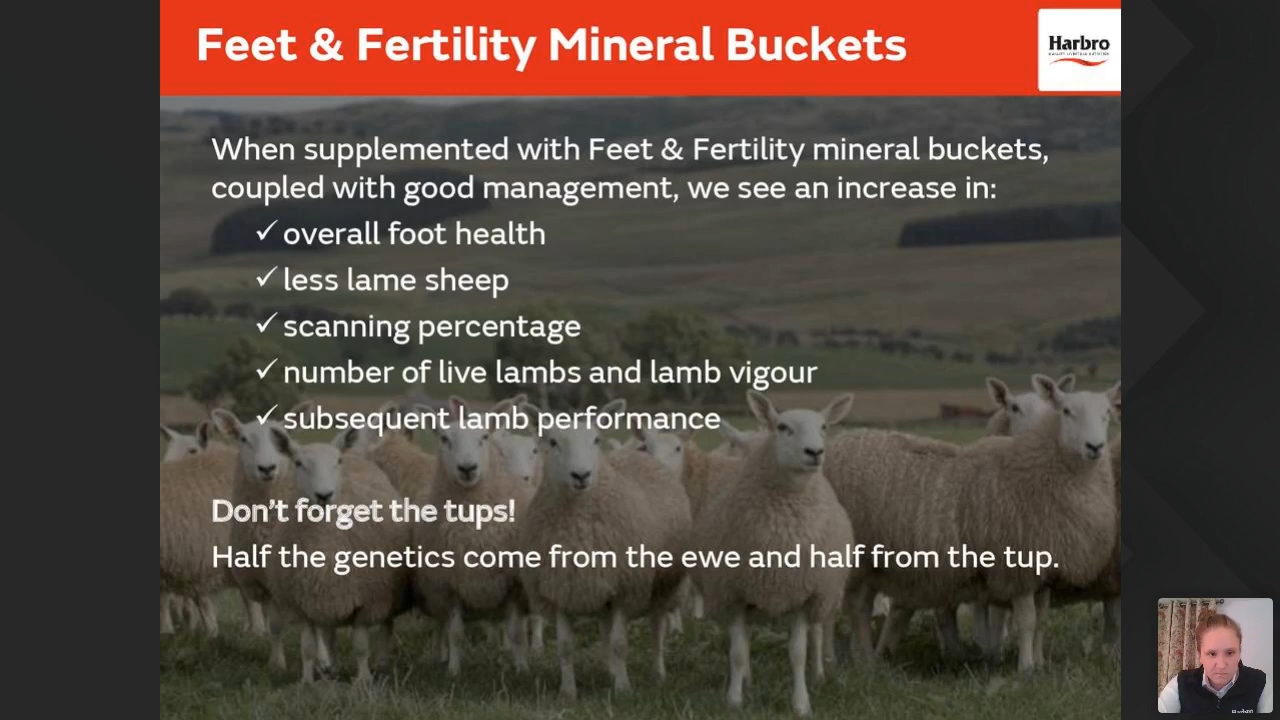 Feet & Fertility Mineral Buckets
Harbro
When supplemented with Feet & Fertility mineral buckets,
coupled with good management, we see an increase in:
✓ overall foot health
✓ less lame sheep
✓ scanning percentage
✓ number of live lambs and lamb vigour
✓ subsequent lamb performance
Don't forget the tups!
Half the genetics come from the ewe and half from the tup.
Harbro